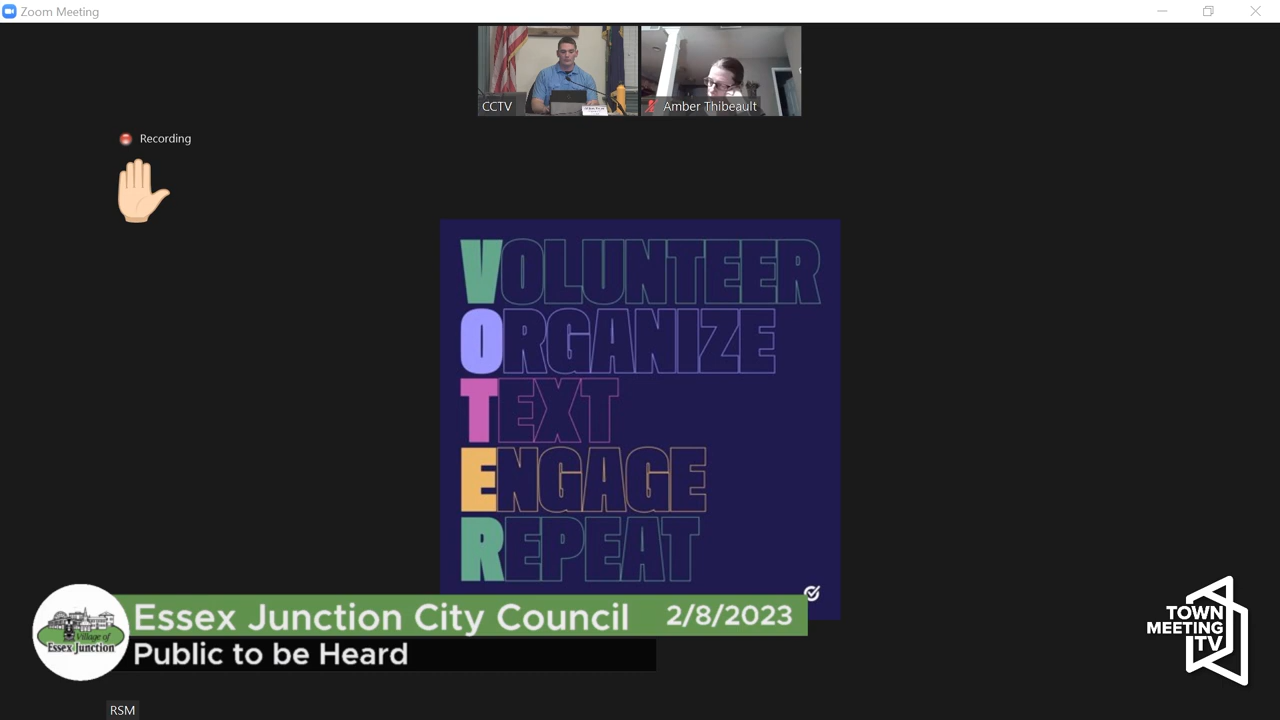 Zoom Meeting
CCTV
Amber Thibeault
Recording
VOLUNTEER
ORGANIZE
TEXT
ENGAGE
REPEAT
Essex Junction City Council 2/8/2023
Public to be Heard
Village of
Essex Junction
TOWN
MEETING
TV
RSM